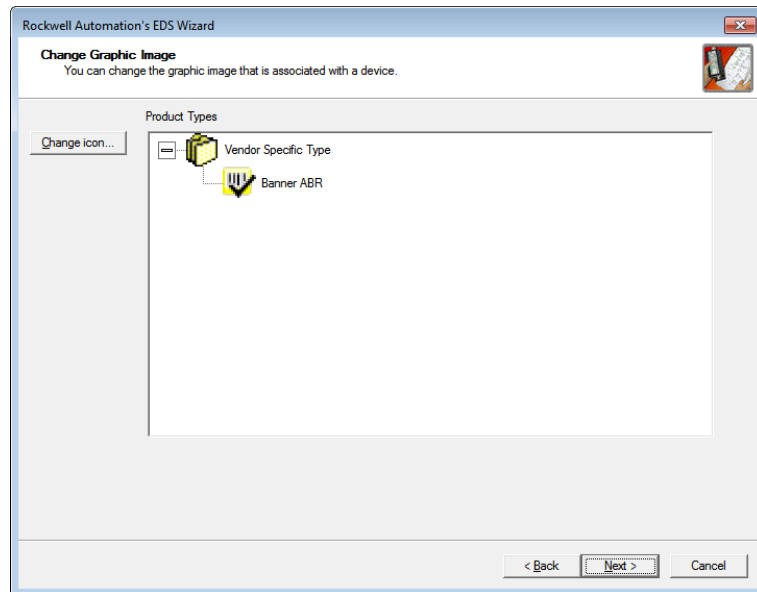 Rockwell Automation's EDS Wizard
Change Graphic Image
You can change the graphic image that is associated with a device.
Product Types
Change icon...
Vendor Specific Type
Banner ABR
< Back Next > Cancel